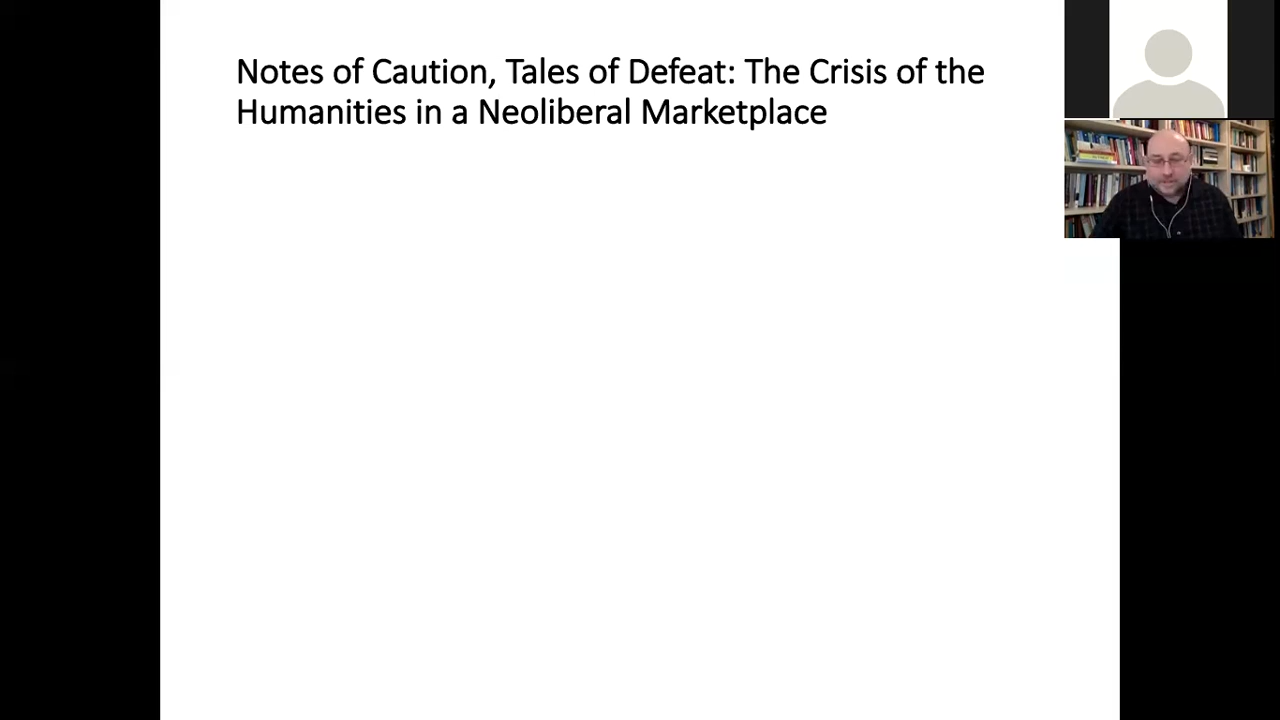 Notes of Caution, Tales of Defeat: The Crisis of the
Humanities in a Neoliberal Marketplace